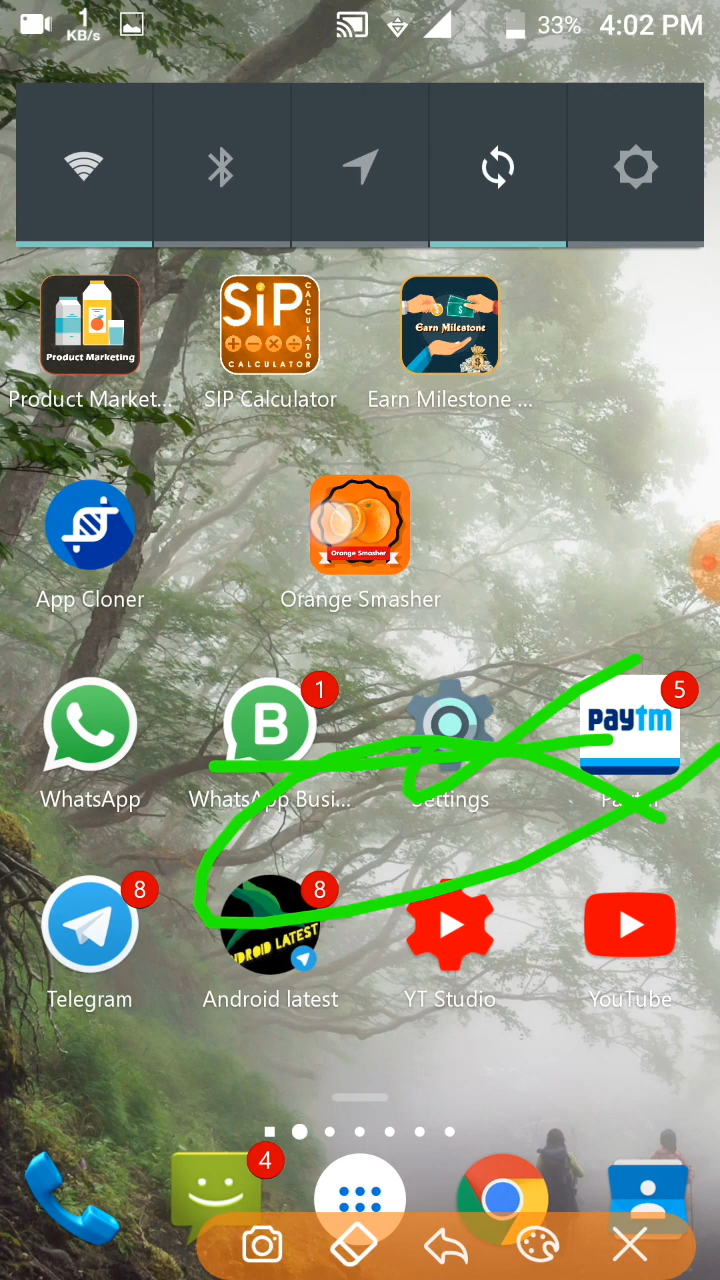 1
KB/s
33% 4:02 PM
Product Marketing
SiP
CALCULATOR
CALCULATOR
Earn Milestone
Product Market... SIP Calculator Earn Milestone ...
Orange Smasher
App Cloner Orange Smasher
1
B
5
paytm
WhatsApp WhatsApp Busi... Settings Paytm
8
8
ANDROID LATEST
Telegram Android latest YT Studio YouTube
4